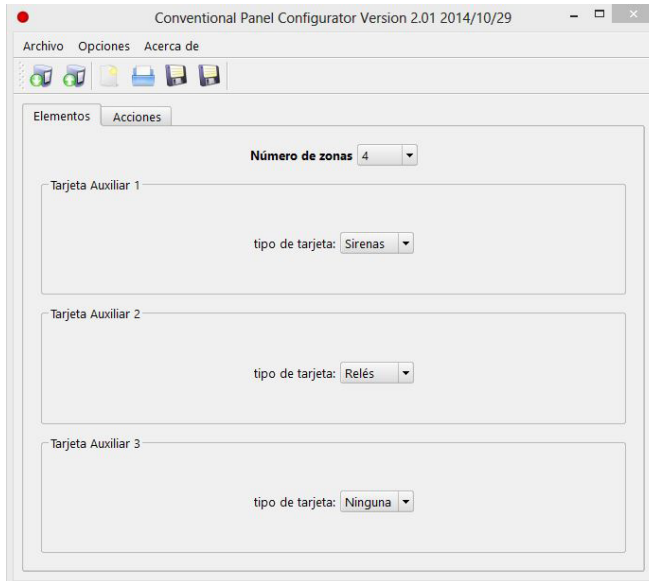 Conventional Panel Configurator Version 2.01 2014/10/29
Archivo Opciones Acerca de
Elementos Acciones
Número de zonas 4
Tarjeta Auxiliar 1
tipo de tarjeta: Sirenas
Tarjeta Auxiliar 2
tipo de tarjeta: Relés
Tarjeta Auxiliar 3
tipo de tarjeta: Ninguna